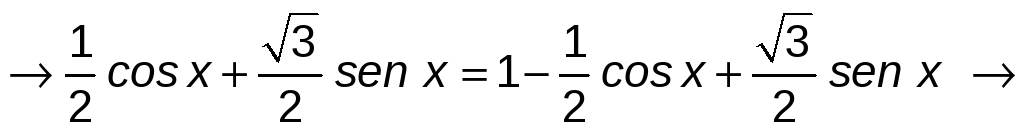 → 1/2 cos x + √3/2 sen x = 1 − 1/2 cos x + √3/2 sen x →